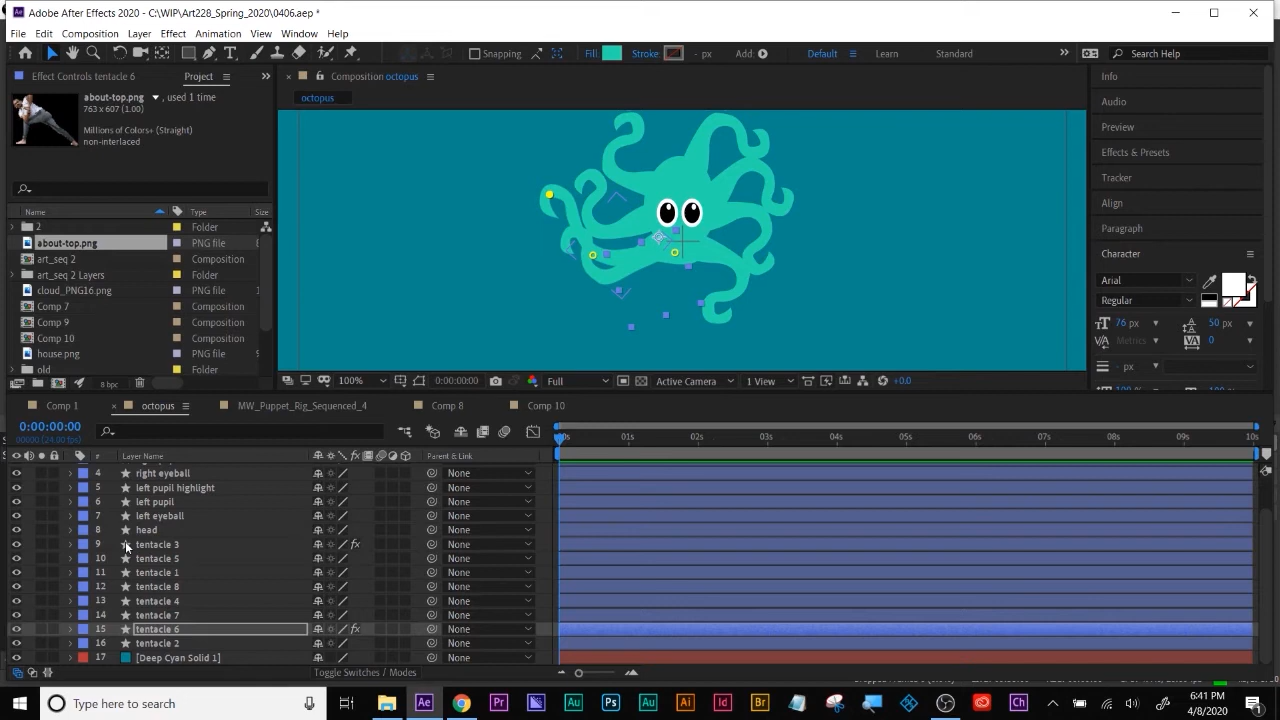 Adobe After Effects 2020 - C:\WIP\Art228_Spring_2020\0406.aep *
File Edit Composition Layer Effect Animation View Window Help
Snapping Fill: Stroke: - px Add: Default Learn Standard Search Help
Effect Controls tentacle 6 Project Composition octopus Info
octopus
about-top.png , used 1 time
763 x 607 (1.00)
Millions of Colors+ (Straight)
non-interlaced
Audio
Preview
Effects & Presets
Tracker
Align
Paragraph
Character
Name Type Size
2 Folder
about-top.png PNG file
art_seq 2 Composition
art_seq 2 Layers Folder
cloud_PNG16.png PNG file
Comp 7 Composition
Comp 9 Composition
Comp 10 Composition
house.png PNG file
old Folder
Arial
Regular
76 px 50 px
Metrics 0
- px
8 bpc 100% 0:00:00:00 Full Active Camera 1 View +0.0
Comp 1 octopus MW_Puppet_Rig_Sequenced_4 Comp 8 Comp 10
0:00:00:00
00000 (24.00 fps)
# Layer Name Parent & Link
01s 02s 03s 04s 05s 06s 07s 08s 09s 10s
4 right eyeball None
5 left pupil highlight None
6 left pupil None
7 left eyeball None
8 head None
9 tentacle 3 fx None
10 tentacle 5 None
11 tentacle 1 None
12 tentacle 8 None
13 tentacle 4 None
14 tentacle 7 None
15 tentacle 6 fx None
16 tentacle 2 None
17 [Deep Cyan Solid 1] None
Toggle Switches / Modes
Type here to search
Ae Pr Au Ps Au Ai Id Br Ch
6:41 PM
4/8/2020